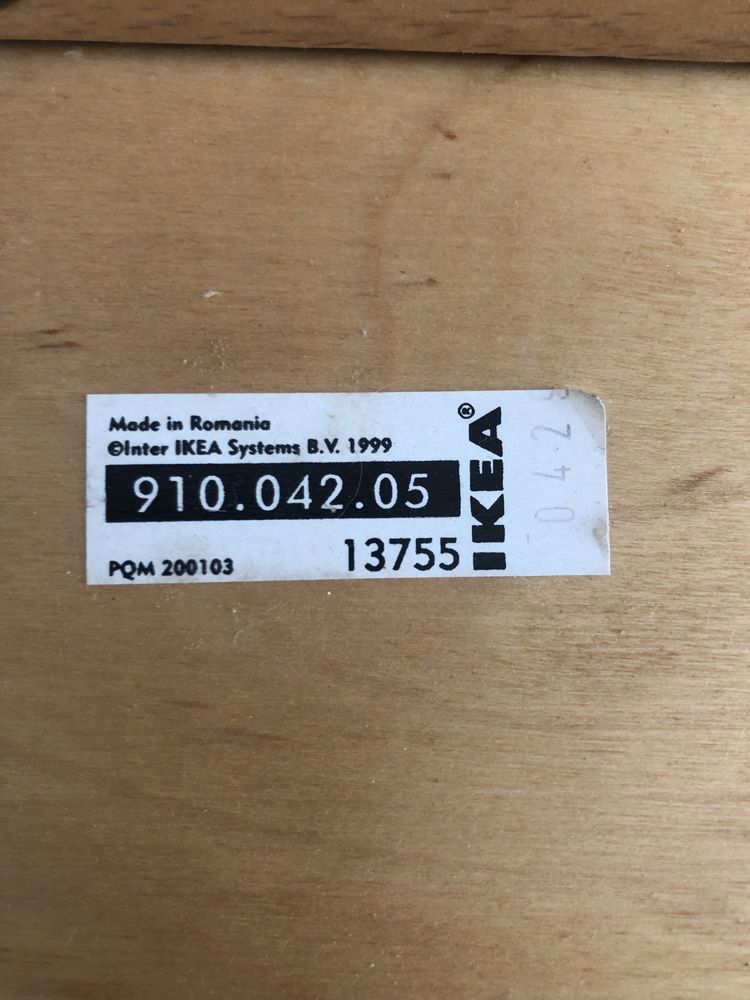 Made in Romania
©Inter IKEA Systems B.V. 1999
910.042.05
PQM 200103
13755
IKEA®
042